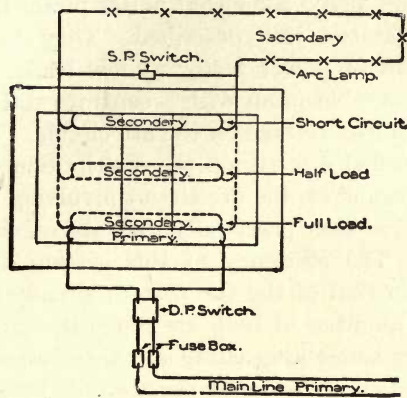 Secondary
S.P. Switch.
Arc Lamp.
Secondary
Short Circuit
Secondary
Half Load
Secondary.
Full Load.
Primary.
D.P. Switch
Fuse Box.
Main Line Primary.